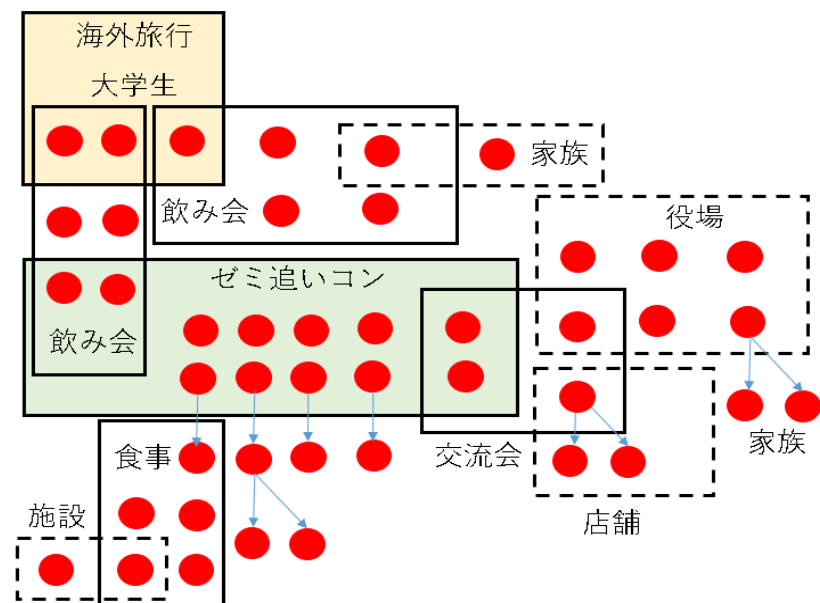 海外旅行
大学生
家族
飲み会
役場
ゼミ追いコン
飲み会
食事
交流会
家族
施設
店舗